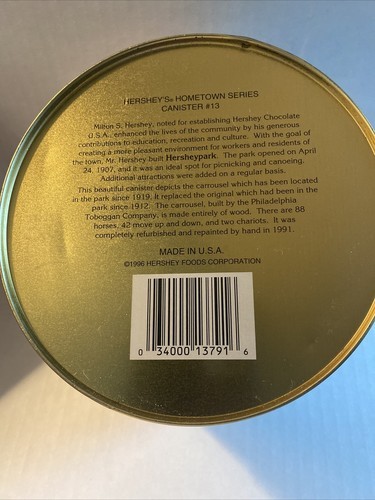 HERSHEY'S® HOMETOWN SERIES
CANISTER #13
Milton S. Hershey, noted for establishing Hershey Chocolate
U.S.A., enhanced the lives of the community by his generous
contributions to education, recreation and culture. With the goal of
creating a more pleasant environment for workers and residents of
the town, Mr. Hershey built Hersheypark. The park opened on April
24, 1907, and it was an ideal spot for picnicking and canoeing.
Additional attractions were added on a regular basis.
This beautiful canister depicts the carrousel which has been located
in the park since 1919. It replaced the original which had been in the
park since 1912. The carrousel, built by the Philadelphia
Toboggan Company, is made entirely of wood. There are 88
horses, 42 move up and down, and two chariots. It was
completely refurbished and repainted by hand in 1991.
MADE IN U.S.A.
©1996 HERSHEY FOODS CORPORATION
0 34000 13791 6